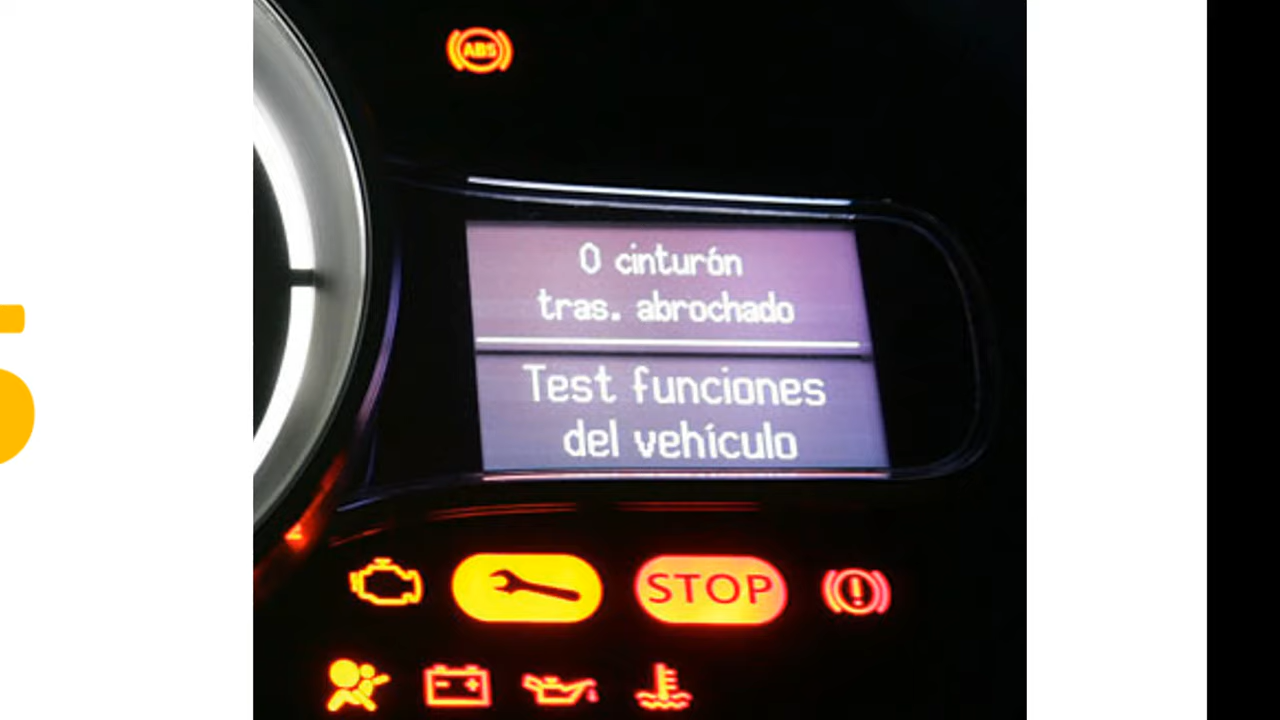 ABS
0 cinturón
tras. abrochado
Test funciones
del vehículo
STOP